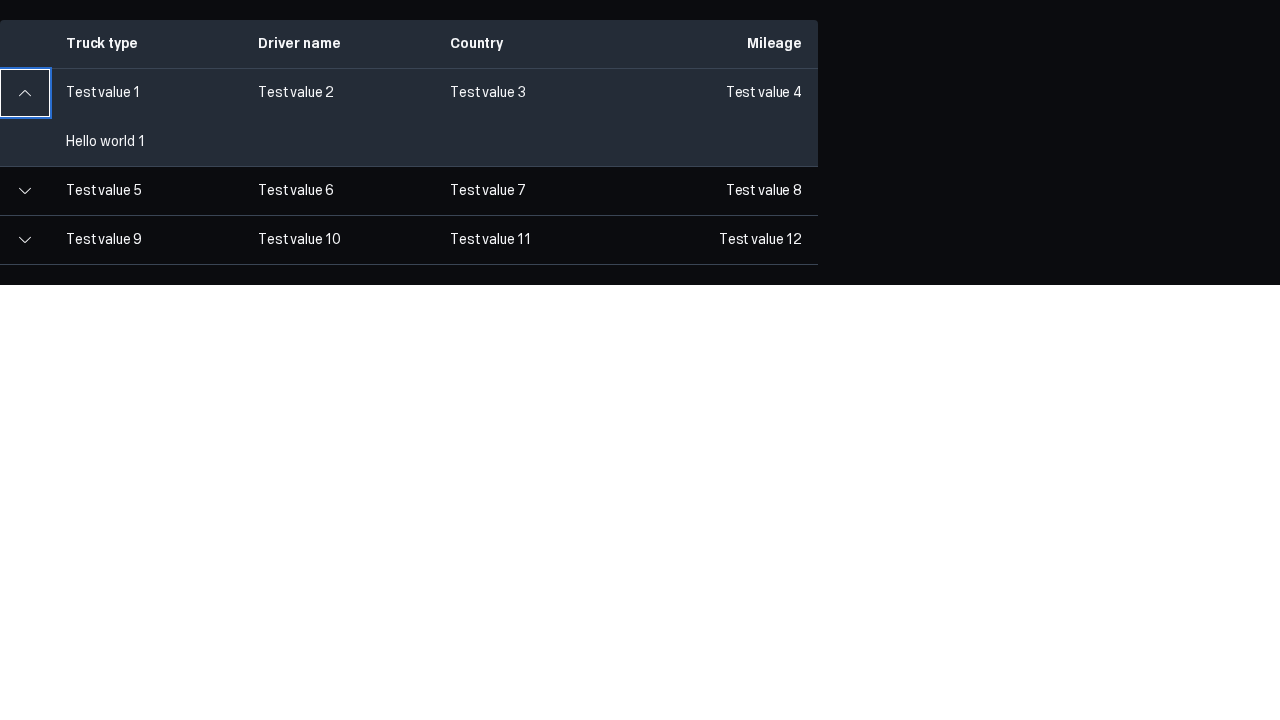 Truck type Driver name Country Mileage
Test value 1 Test value 2 Test value 3 Test value 4
Hello world 1
Test value 5 Test value 6 Test value 7 Test value 8
Test value 9 Test value 10 Test value 11 Test value 12